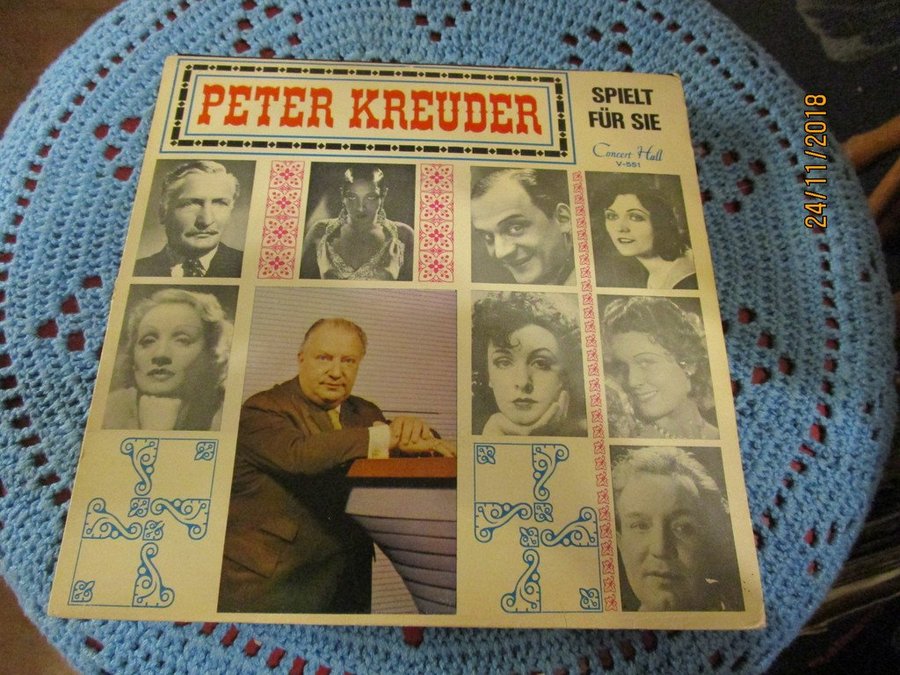 PETER KREUDER
SPIELT
FÜR SIE
Concert Hall
V-551
24/11/2018